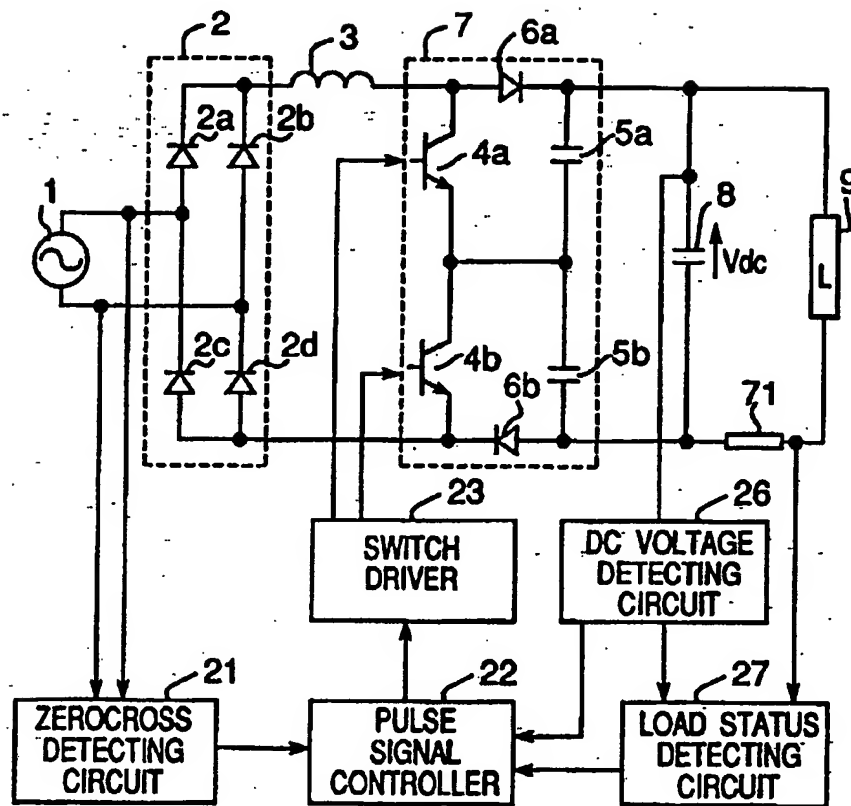 2
3
7
6a
2a
2b
4a
5a
9
1
8
Vdc
L
2c
2d
4b
6b
5b
71
23
26
SWITCH
DRIVER
DC VOLTAGE
DETECTING
CIRCUIT
21
22
27
ZEROCROSS
DETECTING
CIRCUIT
PULSE
SIGNAL
CONTROLLER
LOAD STATUS
DETECTING
CIRCUIT